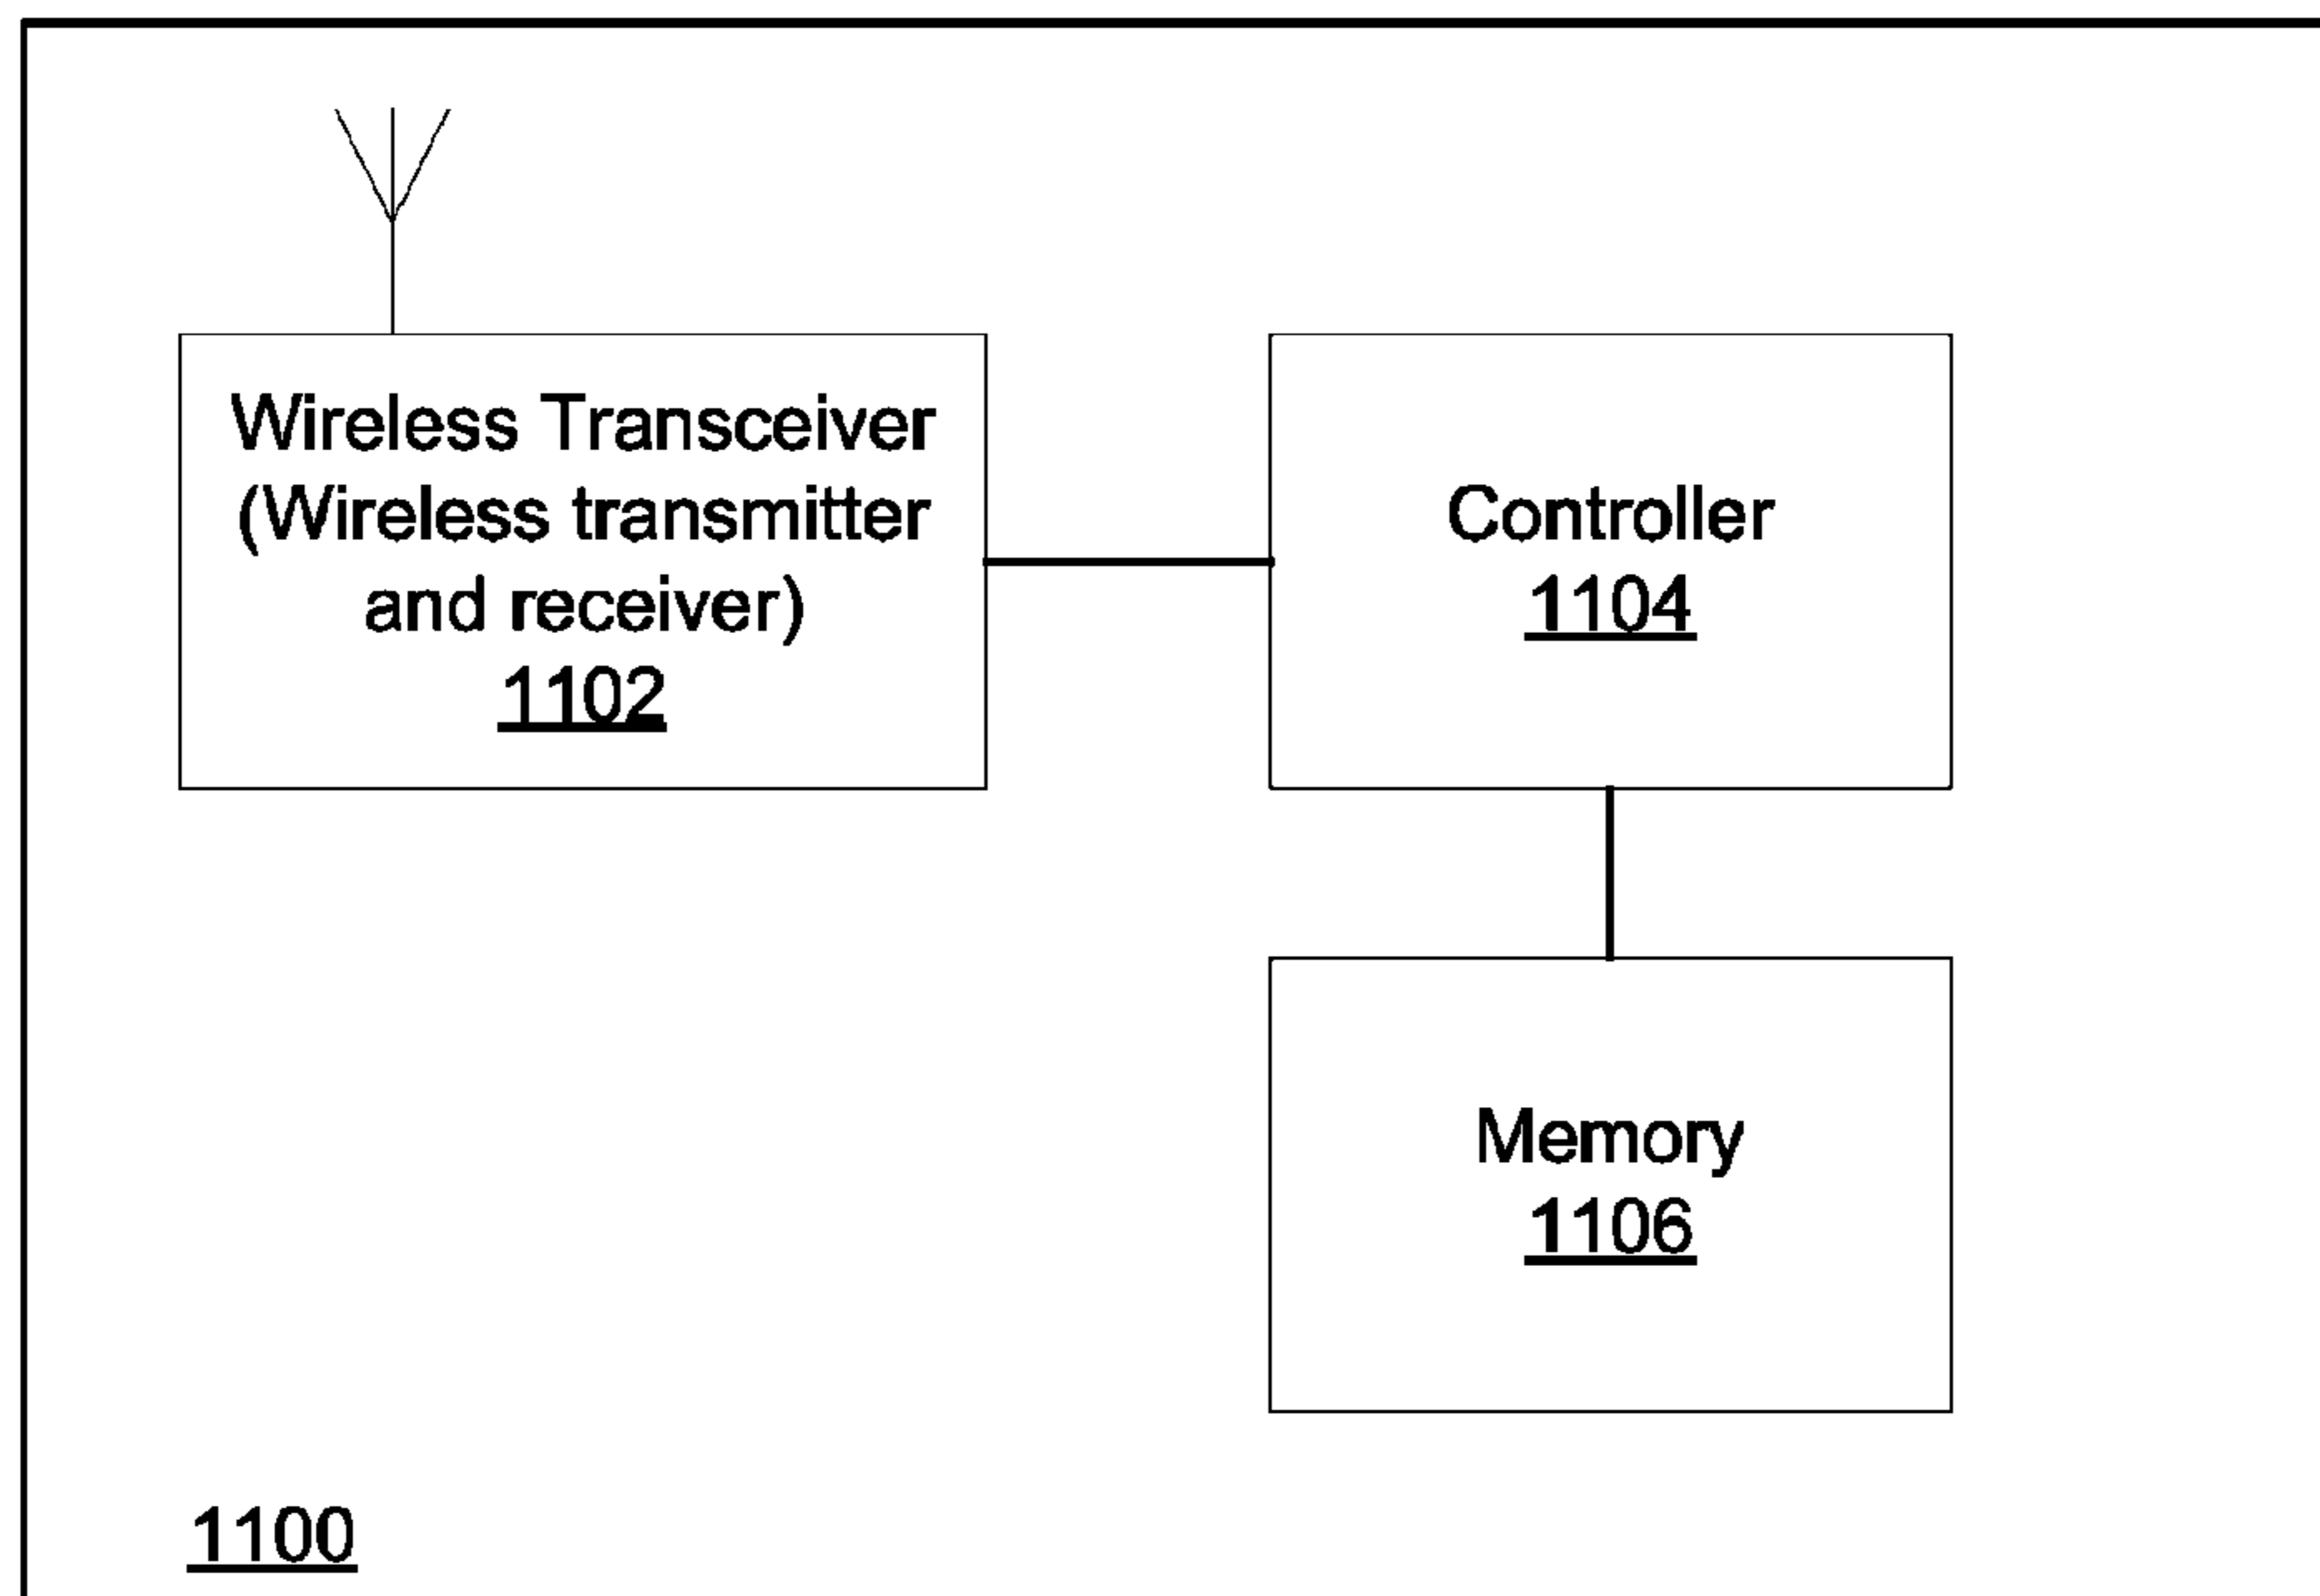 Wireless Transceiver
(Wireless transmitter
and receiver)
1102
Controller
1104
Memory
1106
1100